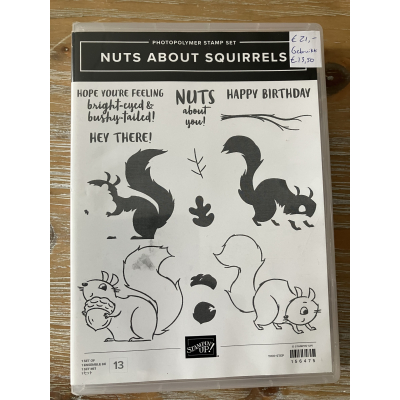 PHOTOPOLYMER STAMP SET
NUTS ABOUT SQUIRRELS
€ 21,-
Gebruikt
€ 13,50
HOPE YOU'RE FEELING
bright-eyed &
bushy-tailed!
NUTS
about
you!
HAPPY BIRTHDAY
HEY THERE!
13
STAMPIN' UP!
156475